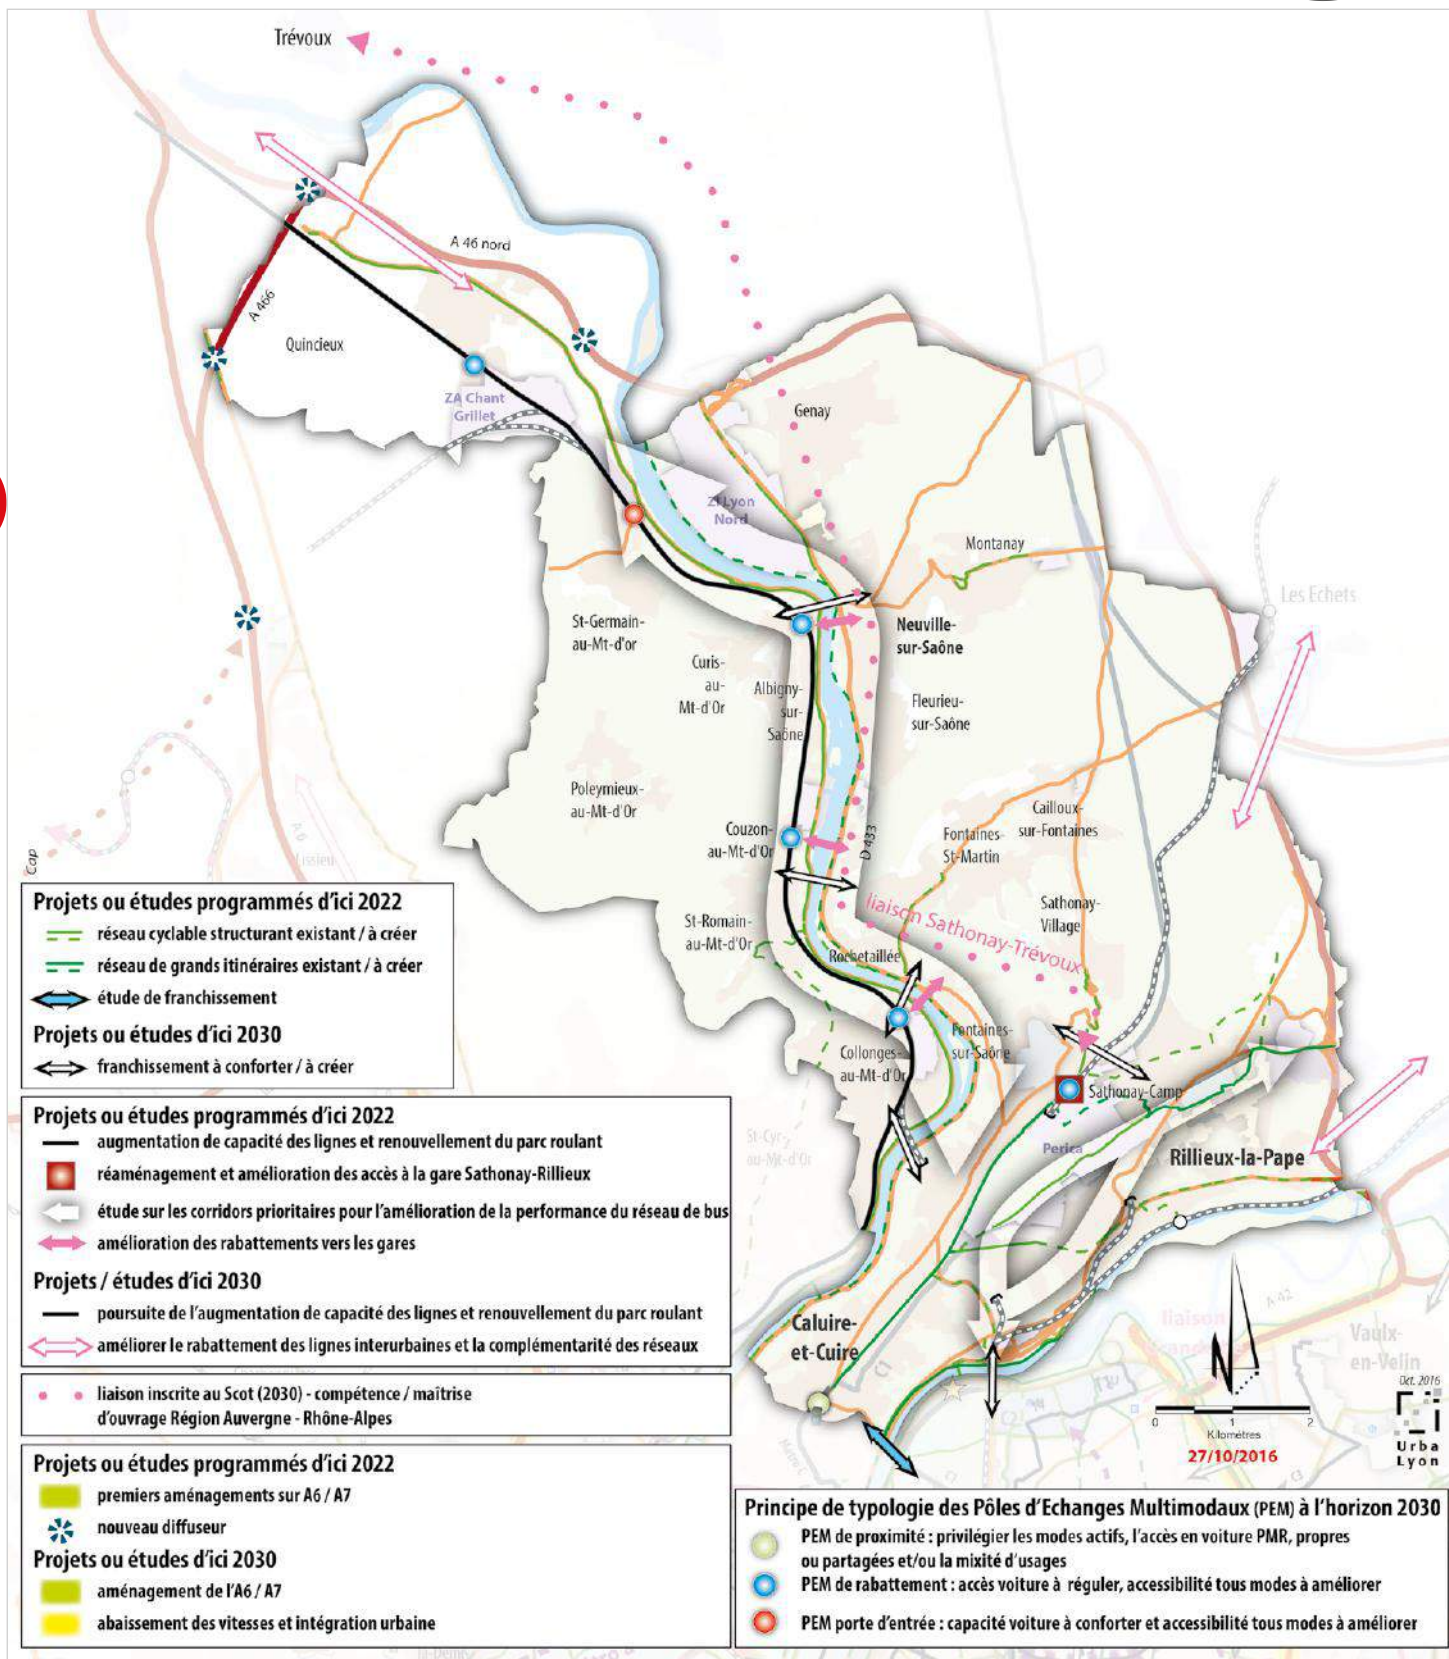 Trévoux
A 46 nord
A 466
Quincieux
ZA Chant
Grillet
Genay
ZI Lyon
Nord
Montanay
Les Echets
St-Germain-
au-Mt-d'or
Neuville-
sur-Saône
Curis-
au-
Mt-d'Or
Albigny-
sur-
Saône
Fleurieu-
sur-Saône
Poleymieux-
au-Mt-d'Or
Cailloux-
sur-Fontaines
Couzon-
au-Mt-d'Or
D 433
Fontaines-
St-Martin
A 6
Lissieu
Cap
liaison Sathonay-Trévoux
Sathonay-
Village
St-Romain-
au-Mt-d'Or
Rochetaillée
Fontaines-
sur-Saône
Collonges-
au-Mt-d'Or
Sathonay-Camp
St-Cyr-
au-Mt-d'Or
Perica
Rillieux-la-Pape
Caluire-
et-Cuire
C1
A 42
liaison
Vaulx-
en-Velin
Projets ou études programmés d'ici 2022
réseau cyclable structurant existant / à créer
réseau de grands itinéraires existant / à créer
étude de franchissement
Projets ou études d'ici 2030
franchissement à conforter / à créer
Projets ou études programmés d'ici 2022
augmentation de capacité des lignes et renouvellement du parc roulant
réaménagement et amélioration des accès à la gare Sathonay-Rillieux
étude sur les corridors prioritaires pour l'amélioration de la performance du réseau de bus
amélioration des rabattements vers les gares
Projets / études d'ici 2030
poursuite de l'augmentation de capacité des lignes et renouvellement du parc roulant
améliorer le rabattement des lignes interurbaines et la complémentarité des réseaux
liaison inscrite au Scot (2030) - compétence / maîtrise
d'ouvrage Région Auvergne - Rhône-Alpes
Projets ou études programmés d'ici 2022
premiers aménagements sur A6 / A7
nouveau diffuseur
Projets ou études d'ici 2030
aménagement de l'A6 / A7
abaissement des vitesses et intégration urbaine
N
0 1 2
Kilomètres
27/10/2016
Oct. 2016
Urba
Lyon
Principe de typologie des Pôles d'Echanges Multimodaux (PEM) à l'horizon 2030
PEM de proximité : privilégier les modes actifs, l'accès en voiture PMR, propres
ou partagées et/ou la mixité d'usages
PEM de rabattement : accès voiture à réguler, accessibilité tous modes à améliorer
PEM porte d'entrée : capacité voiture à conforter et accessibilité tous modes à améliorer